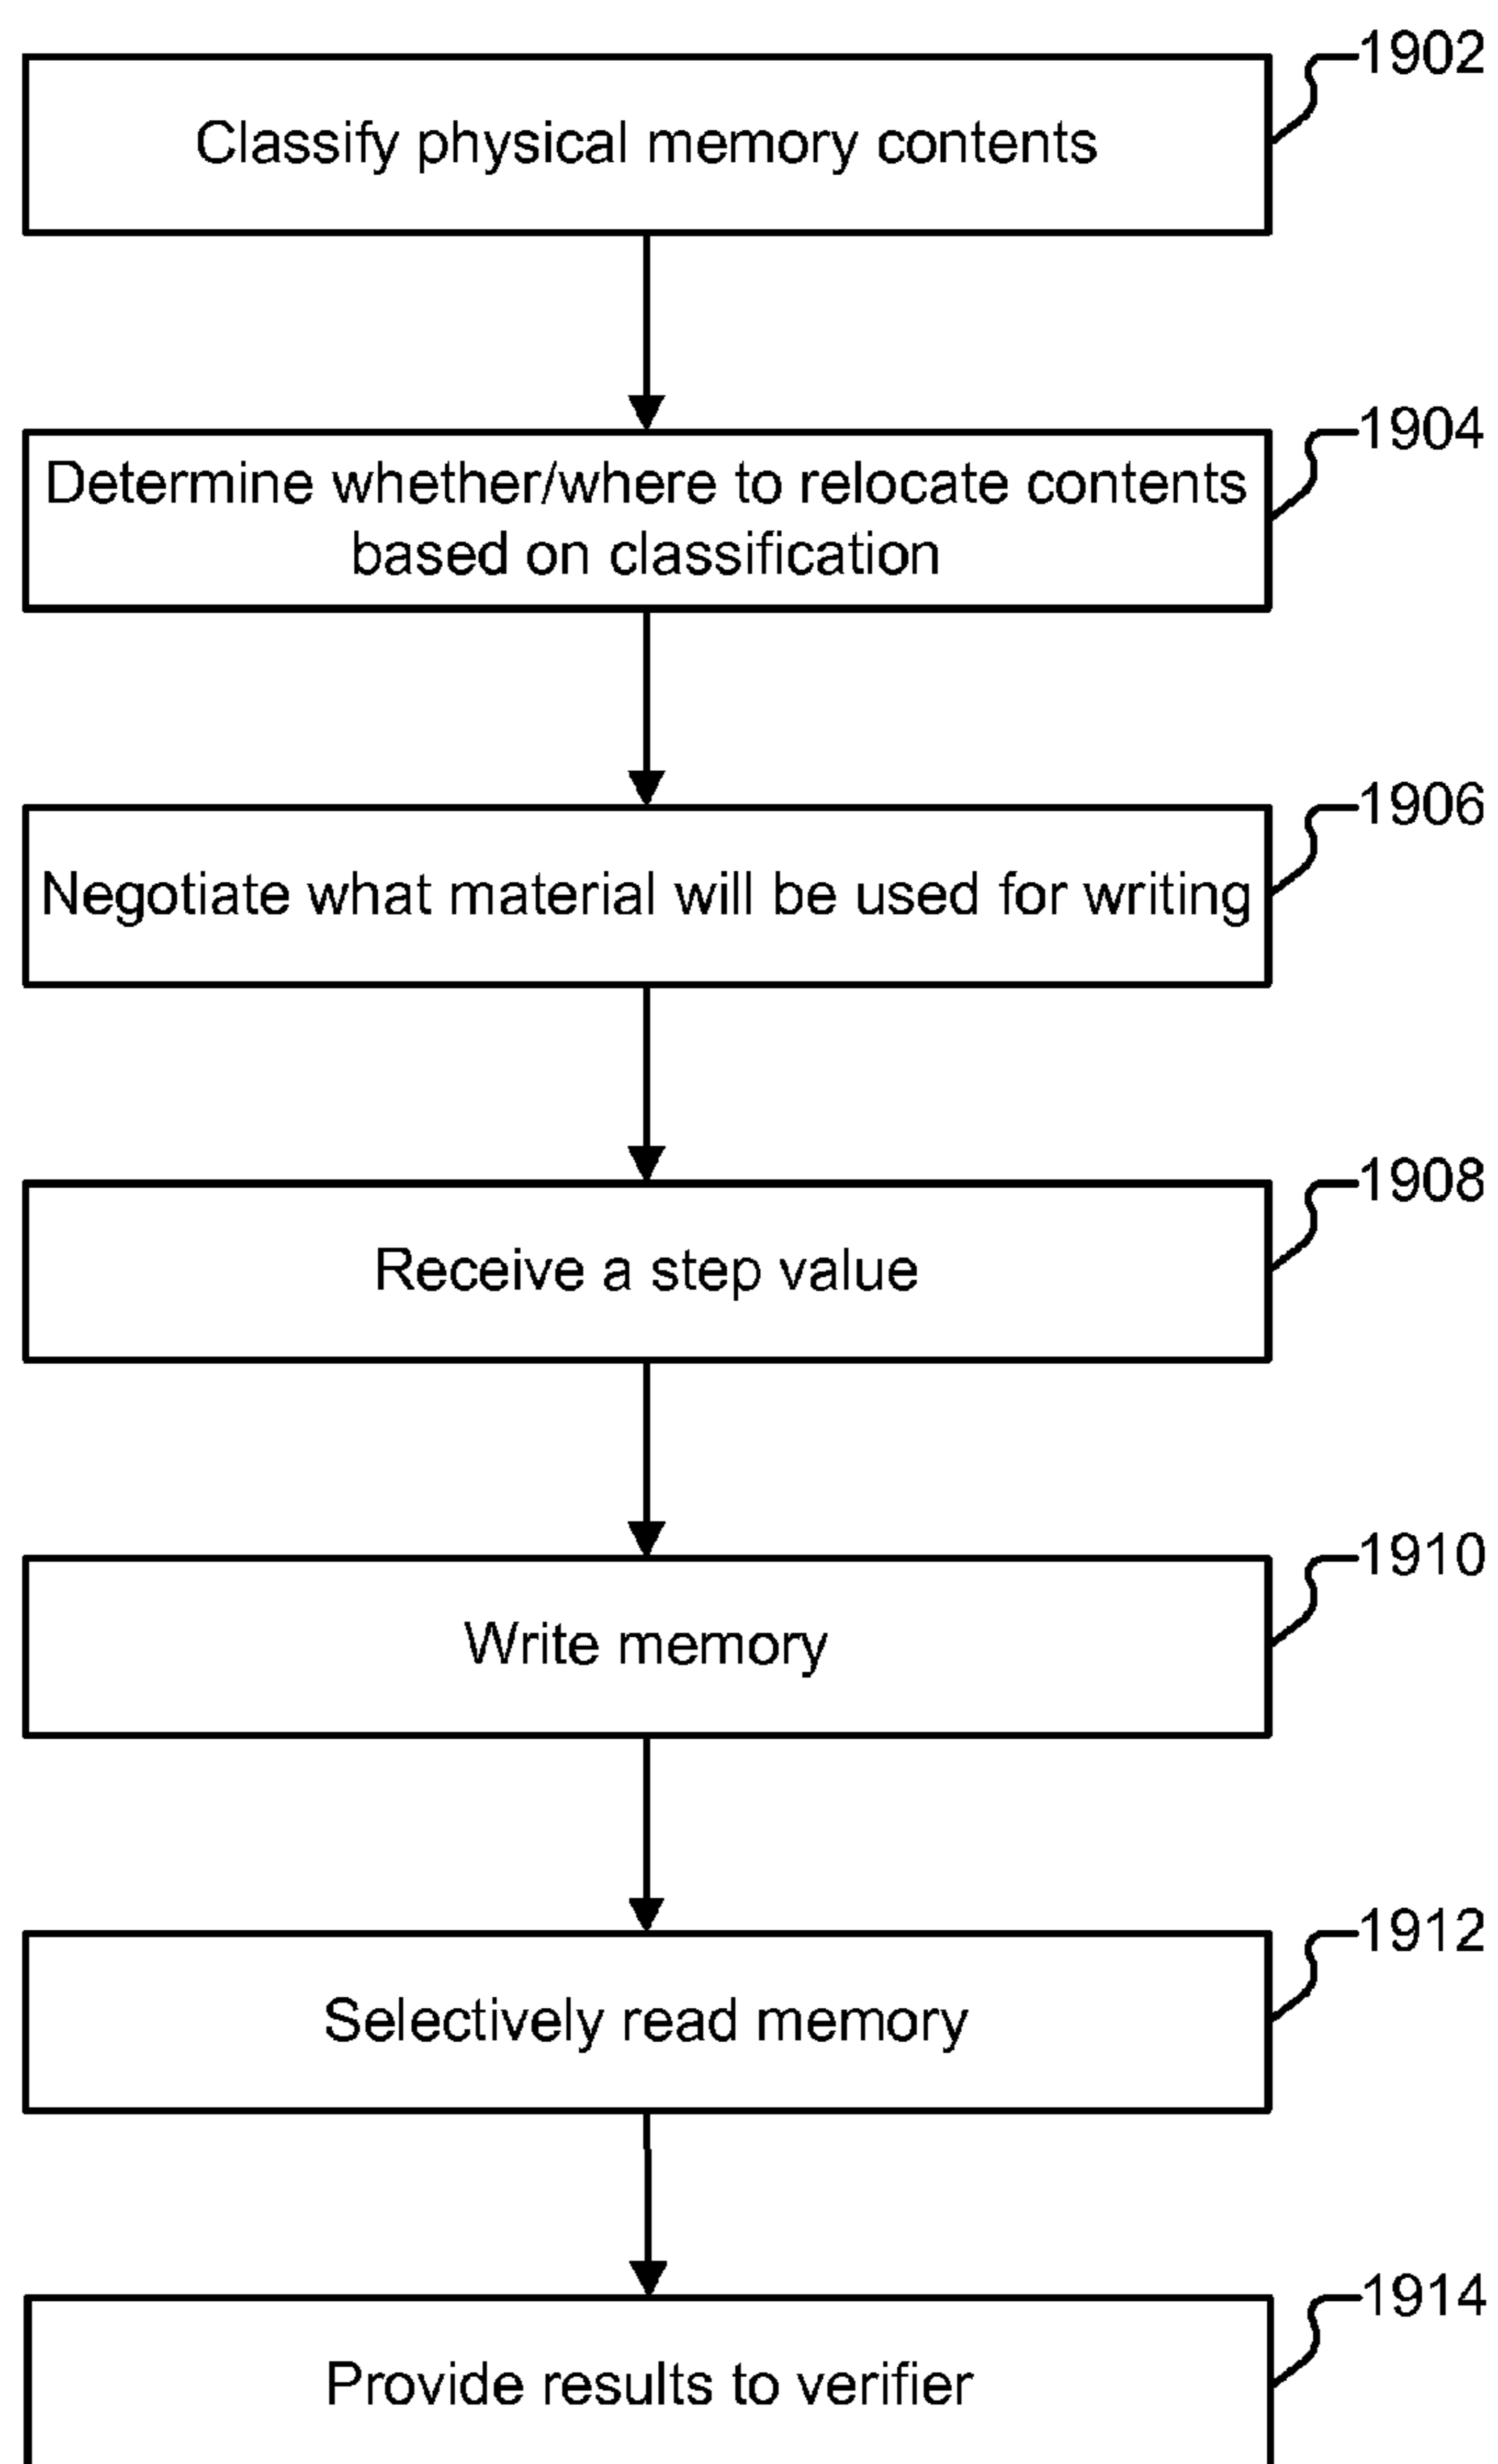 1902
Classify physical memory contents
1904
Determine whether/where to relocate contents
based on classification
1906
Negotiate what material will be used for writing
1908
Receive a step value
1910
Write memory
1912
Selectively read memory
1914
Provide results to verifier